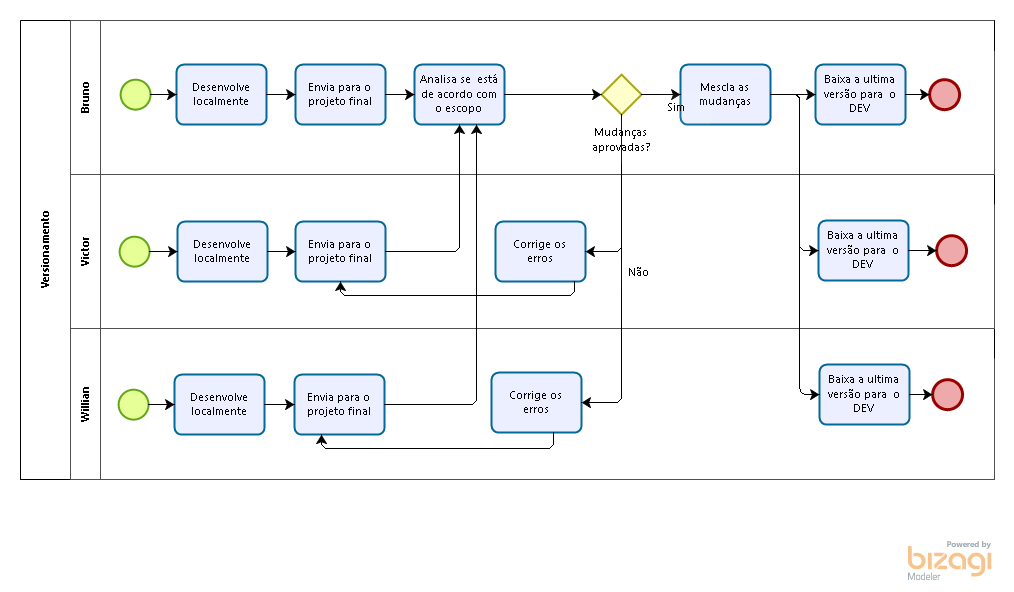 Versionamento
Bruno
Desenvolve
localmente
Envia para o
projeto final
Analisa se está
de acordo com
o escopo
Mudanças
aprovadas?
Sim
Mescla as
mudanças
Baixa a ultima
versão para o
DEV
Victor
Desenvolve
localmente
Envia para o
projeto final
Corrige os
erros
Não
Baixa a ultima
versão para o
DEV
Willian
Desenvolve
localmente
Envia para o
projeto final
Corrige os
erros
Baixa a ultima
versão para o
DEV
Powered by
bizagi
Modeler